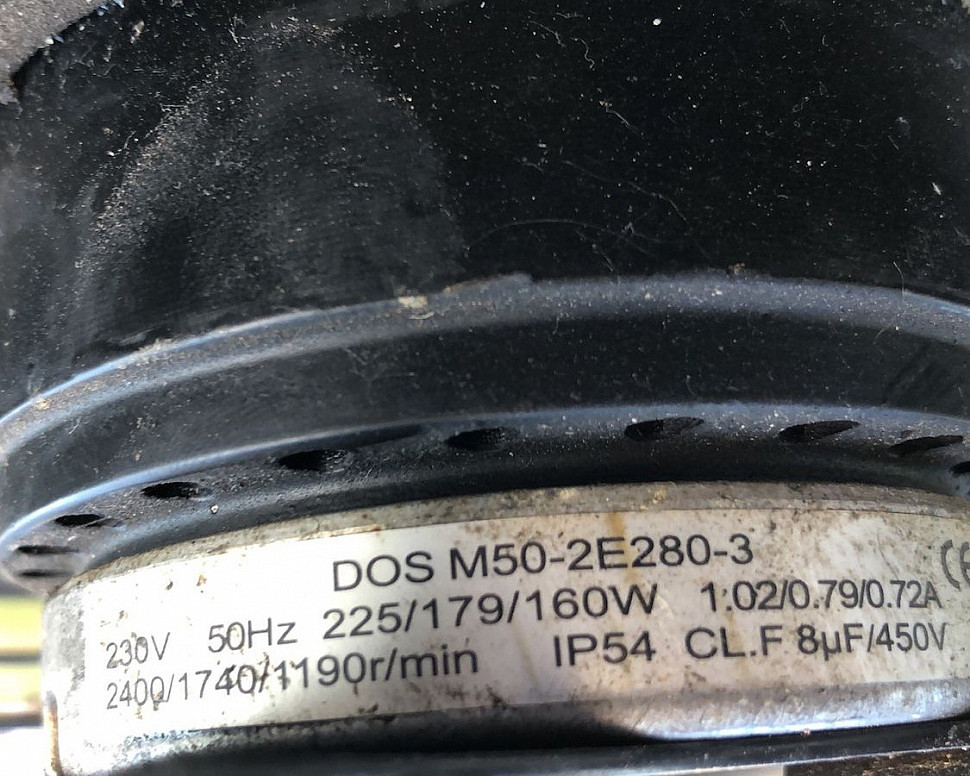 DOS M50-2E280-3
230V 50Hz 225/179/160W 1.02/0.79/0.72A
2400/1740/1190r/min IP54 CL.F 8µF/450V